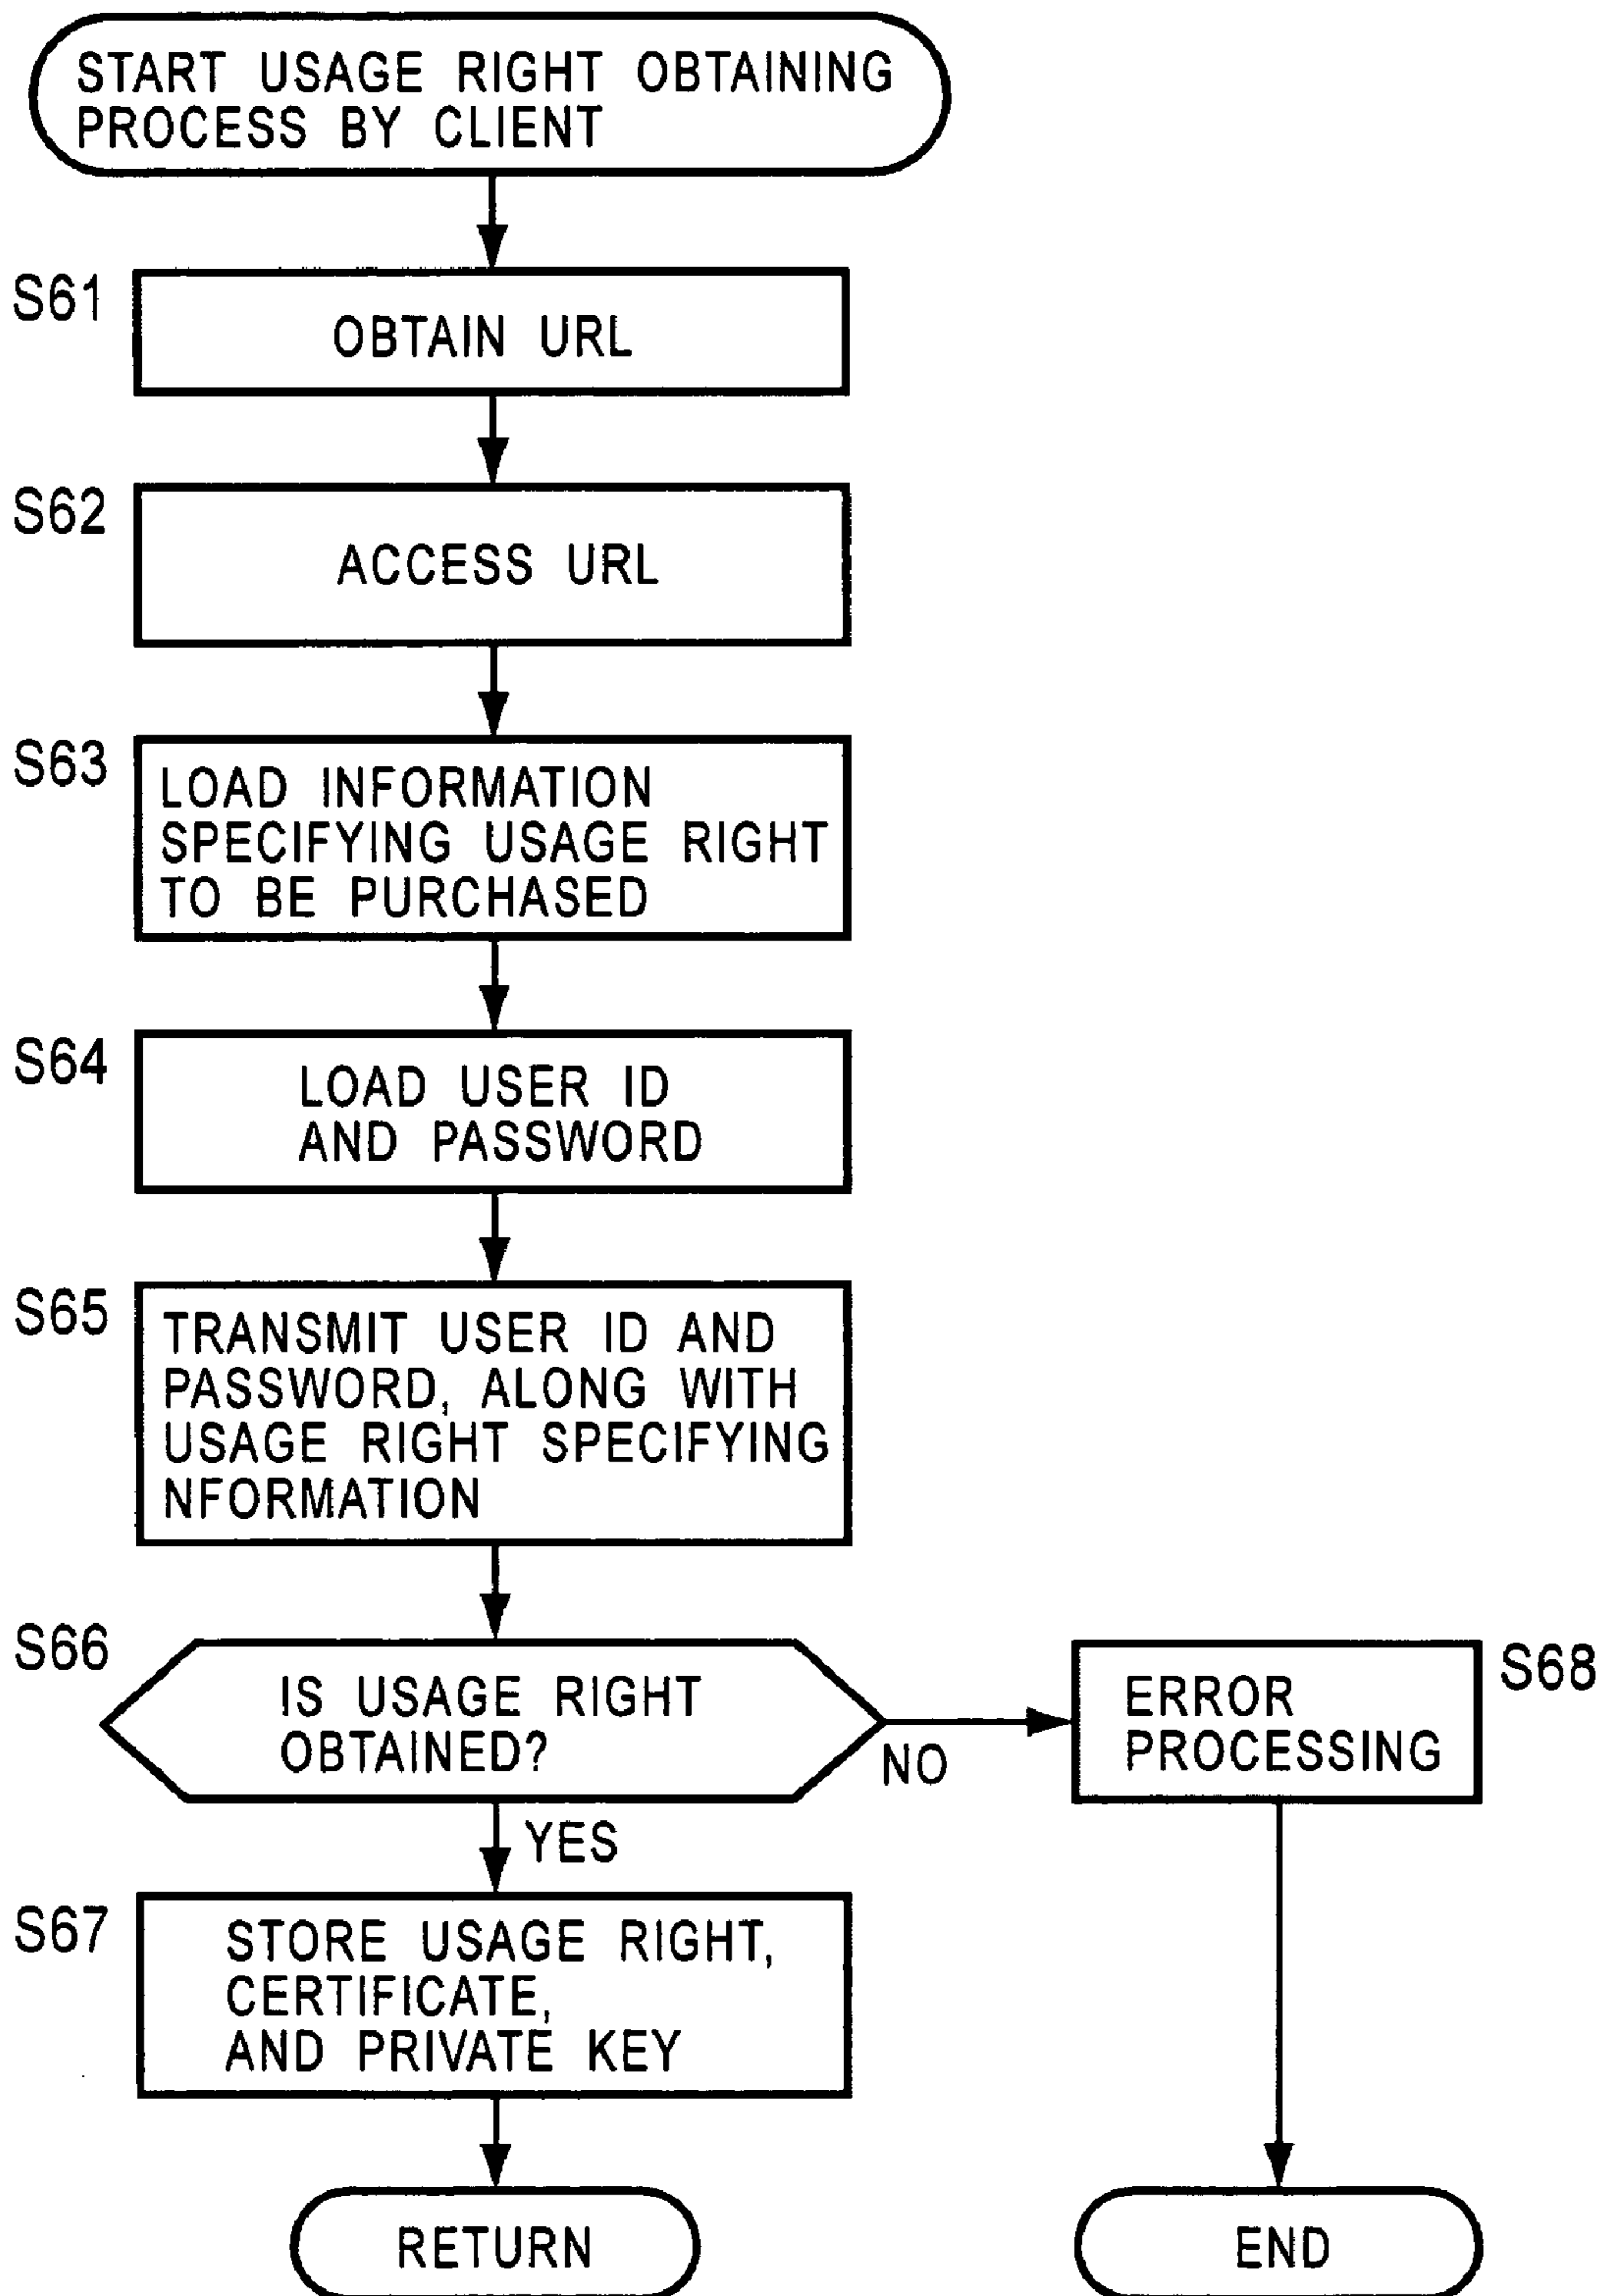 START USAGE RIGHT OBTAINING
PROCESS BY CLIENT
S61
OBTAIN URL
S62
ACCESS URL
S63
LOAD INFORMATION
SPECIFYING USAGE RIGHT
TO BE PURCHASED
S64
LOAD USER ID
AND PASSWORD
S65
TRANSMIT USER ID AND
PASSWORD, ALONG WITH
USAGE RIGHT SPECIFYING
NFORMATION
S66
IS USAGE RIGHT
OBTAINED?
NO
S68
ERROR
PROCESSING
YES
S67
STORE USAGE RIGHT,
CERTIFICATE,
AND PRIVATE KEY
RETURN
END